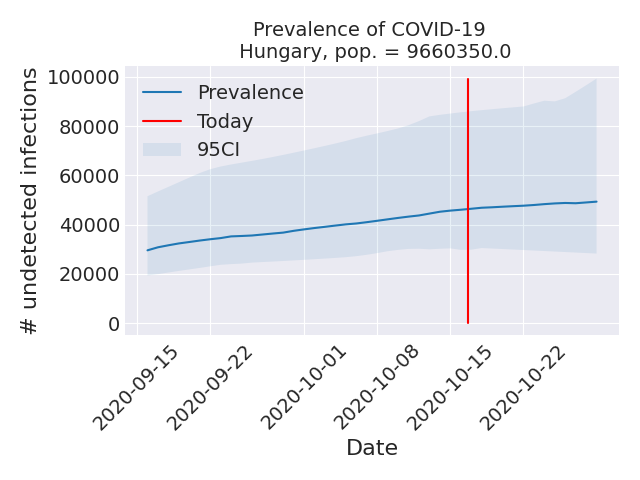 Prevalence of COVID-19
Hungary, pop. = 9660350.0
# undetected infections
100000
80000
60000
40000
20000
0
Prevalence
Today
95CI
2020-09-15
2020-09-22
2020-10-01
2020-10-08
2020-10-15
2020-10-22
Date